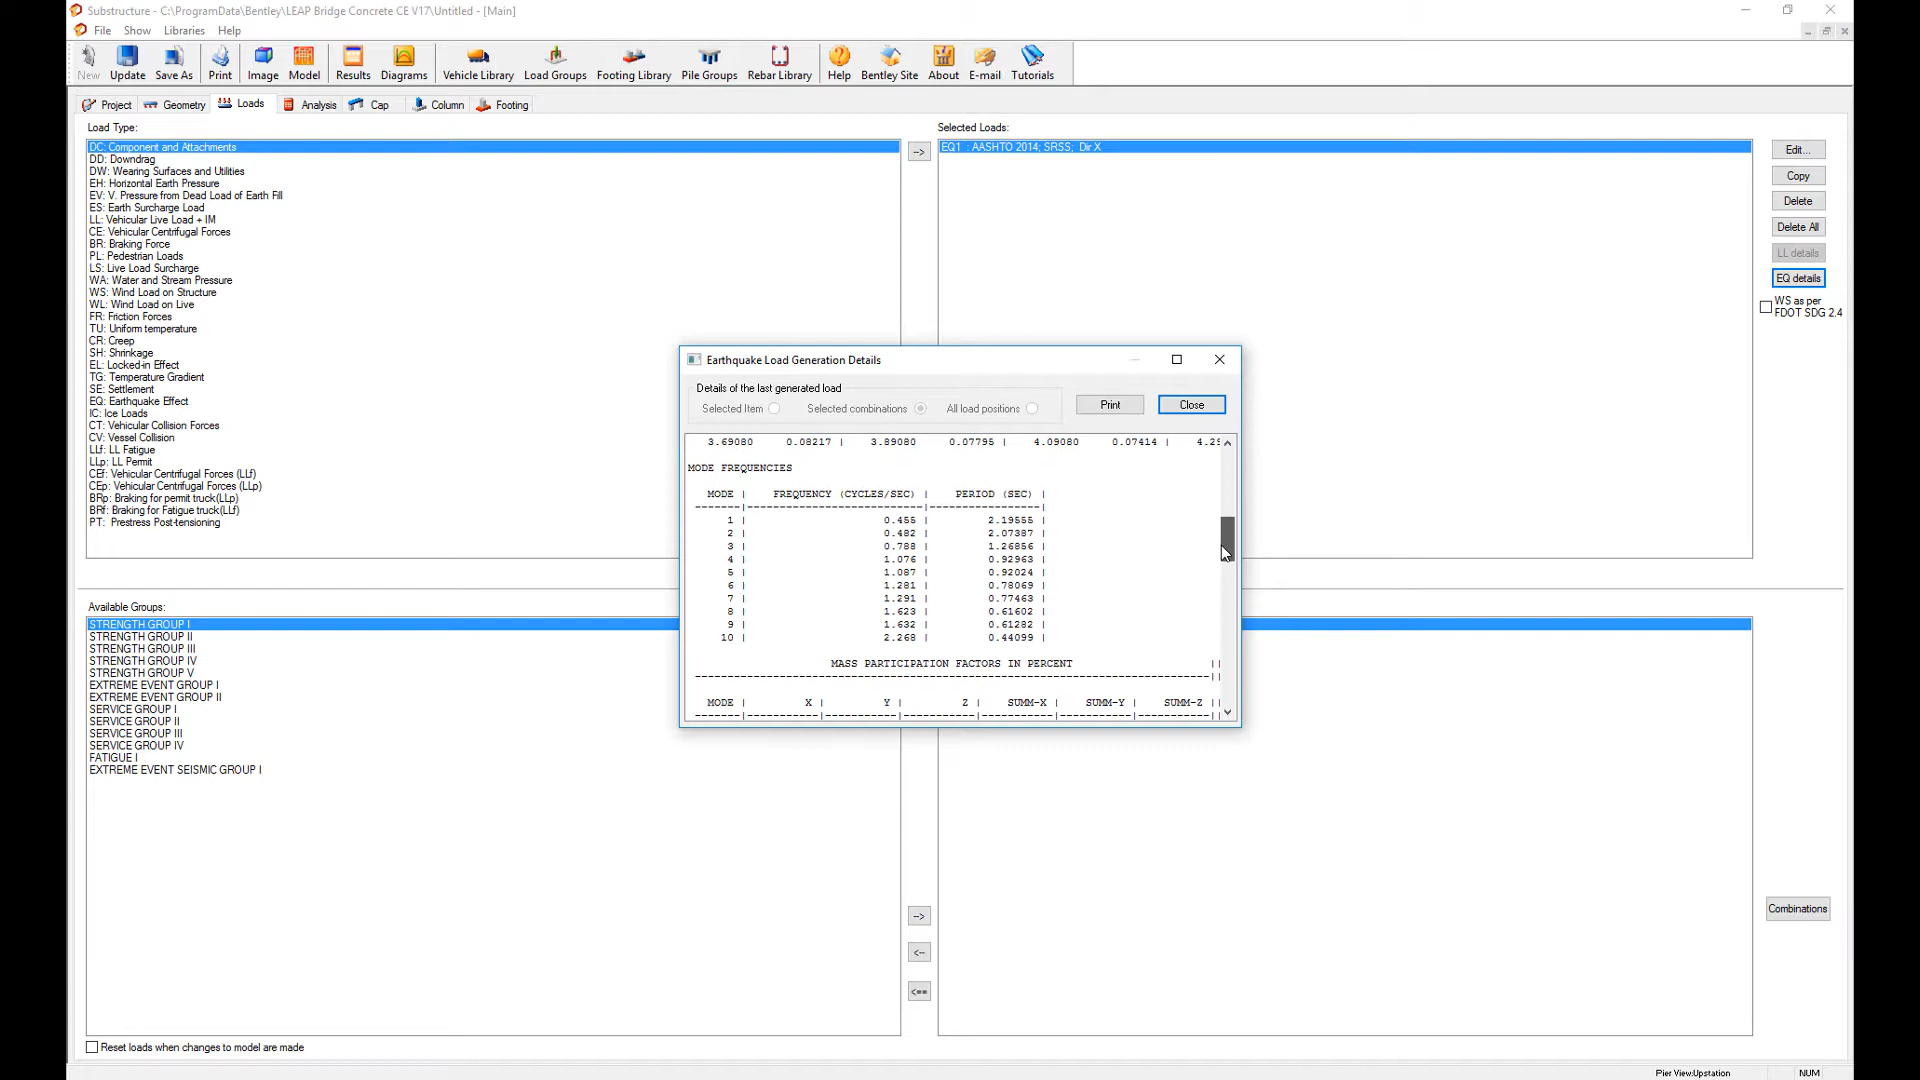 Substructure - C:\ProgramData\Bentley\LEAP Bridge Concrete CE V17\Untitled - [Main]
File Show Libraries Help
New Update Save As Print Image Model Results Diagrams Vehicle Library Load Groups Footing Library Pile Groups Rebar Library Help Bentley Site About E-mail Tutorials
Project Geometry Loads Analysis Cap Column Footing
Load Type:
DC: Component and Attachments
DD: Downdrag
DW: Wearing Surfaces and Utilities
EH: Horizontal Earth Pressure
EV: V. Pressure from Dead Load of Earth Fill
ES: Earth Surcharge Load
LL: Vehicular Live Load + IM
CE: Vehicular Centrifugal Forces
BR: Braking Force
PL: Pedestrian Loads
LS: Live Load Surcharge
WA: Water and Stream Pressure
WS: Wind Load on Structure
WL: Wind Load on Live
FR: Friction Forces
TU: Uniform temperature
CR: Creep
SH: Shrinkage
EL: Locked-in Effect
TG: Temperature Gradient
SE: Settlement
EQ: Earthquake Effect
IC: Ice Loads
CT: Vehicular Collision Forces
CV: Vessel Collision
LLf: LL Fatigue
LLp: LL Permit
CEf: Vehicular Centrifugal Forces (LLf)
CEp: Vehicular Centrifugal Forces (LLp)
BRp: Braking for permit truck(LLp)
BRf: Braking for Fatigue truck(LLf)
PT: Prestress Post-tensioning
-->
Selected Loads:
EQ1 : AASHTO 2014; SRSS; Dir X
Edit...
Copy
Delete
Delete All
LL details
EQ details
WS as per
FDOT SDG 2.4
Earthquake Load Generation Details
Details of the last generated load
Selected Item Selected combinations All load positions
Print Close
3.69080 0.08217 | 3.89080 0.07795 | 4.09080 0.07414 | 4.29
MODE FREQUENCIES
MODE | FREQUENCY (CYCLES/SEC) | PERIOD (SEC) |
-------|------------------------|----------------|
1 | 0.455 | 2.19555 |
2 | 0.482 | 2.07387 |
3 | 0.788 | 1.26856 |
4 | 1.076 | 0.92963 |
5 | 1.087 | 0.92024 |
6 | 1.281 | 0.78069 |
7 | 1.291 | 0.77463 |
8 | 1.623 | 0.61602 |
9 | 1.632 | 0.61282 |
10 | 2.268 | 0.44099 |
MASS PARTICIPATION FACTORS IN PERCENT ||
-----------------------------------------------------------------------||
MODE | X | Y | Z | SUMM-X | SUMM-Y | SUMM-Z ||
-------|-----------|-----------|-----------|-----------|-----------|-----------||
Available Groups:
STRENGTH GROUP I
STRENGTH GROUP II
STRENGTH GROUP III
STRENGTH GROUP IV
STRENGTH GROUP V
EXTREME EVENT GROUP I
EXTREME EVENT GROUP II
SERVICE GROUP I
SERVICE GROUP II
SERVICE GROUP III
SERVICE GROUP IV
FATIGUE I
EXTREME EVENT SEISMIC GROUP I
-->
<--
<==
Combinations
Reset loads when changes to model are made
Pier View:Upstation NUM